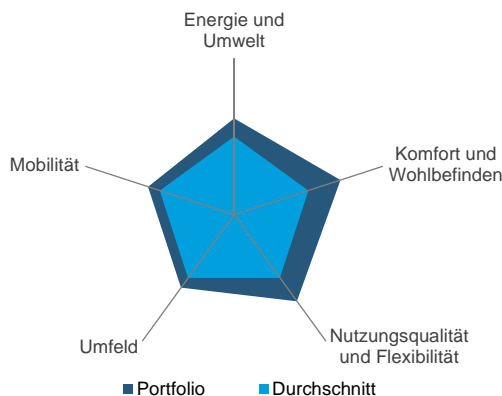 Energie und
Umwelt
Mobilität
Komfort und
Wohlbefinden
Umfeld
Nutzungsqualität
und Flexibilität
Portfolio
Durchschnitt